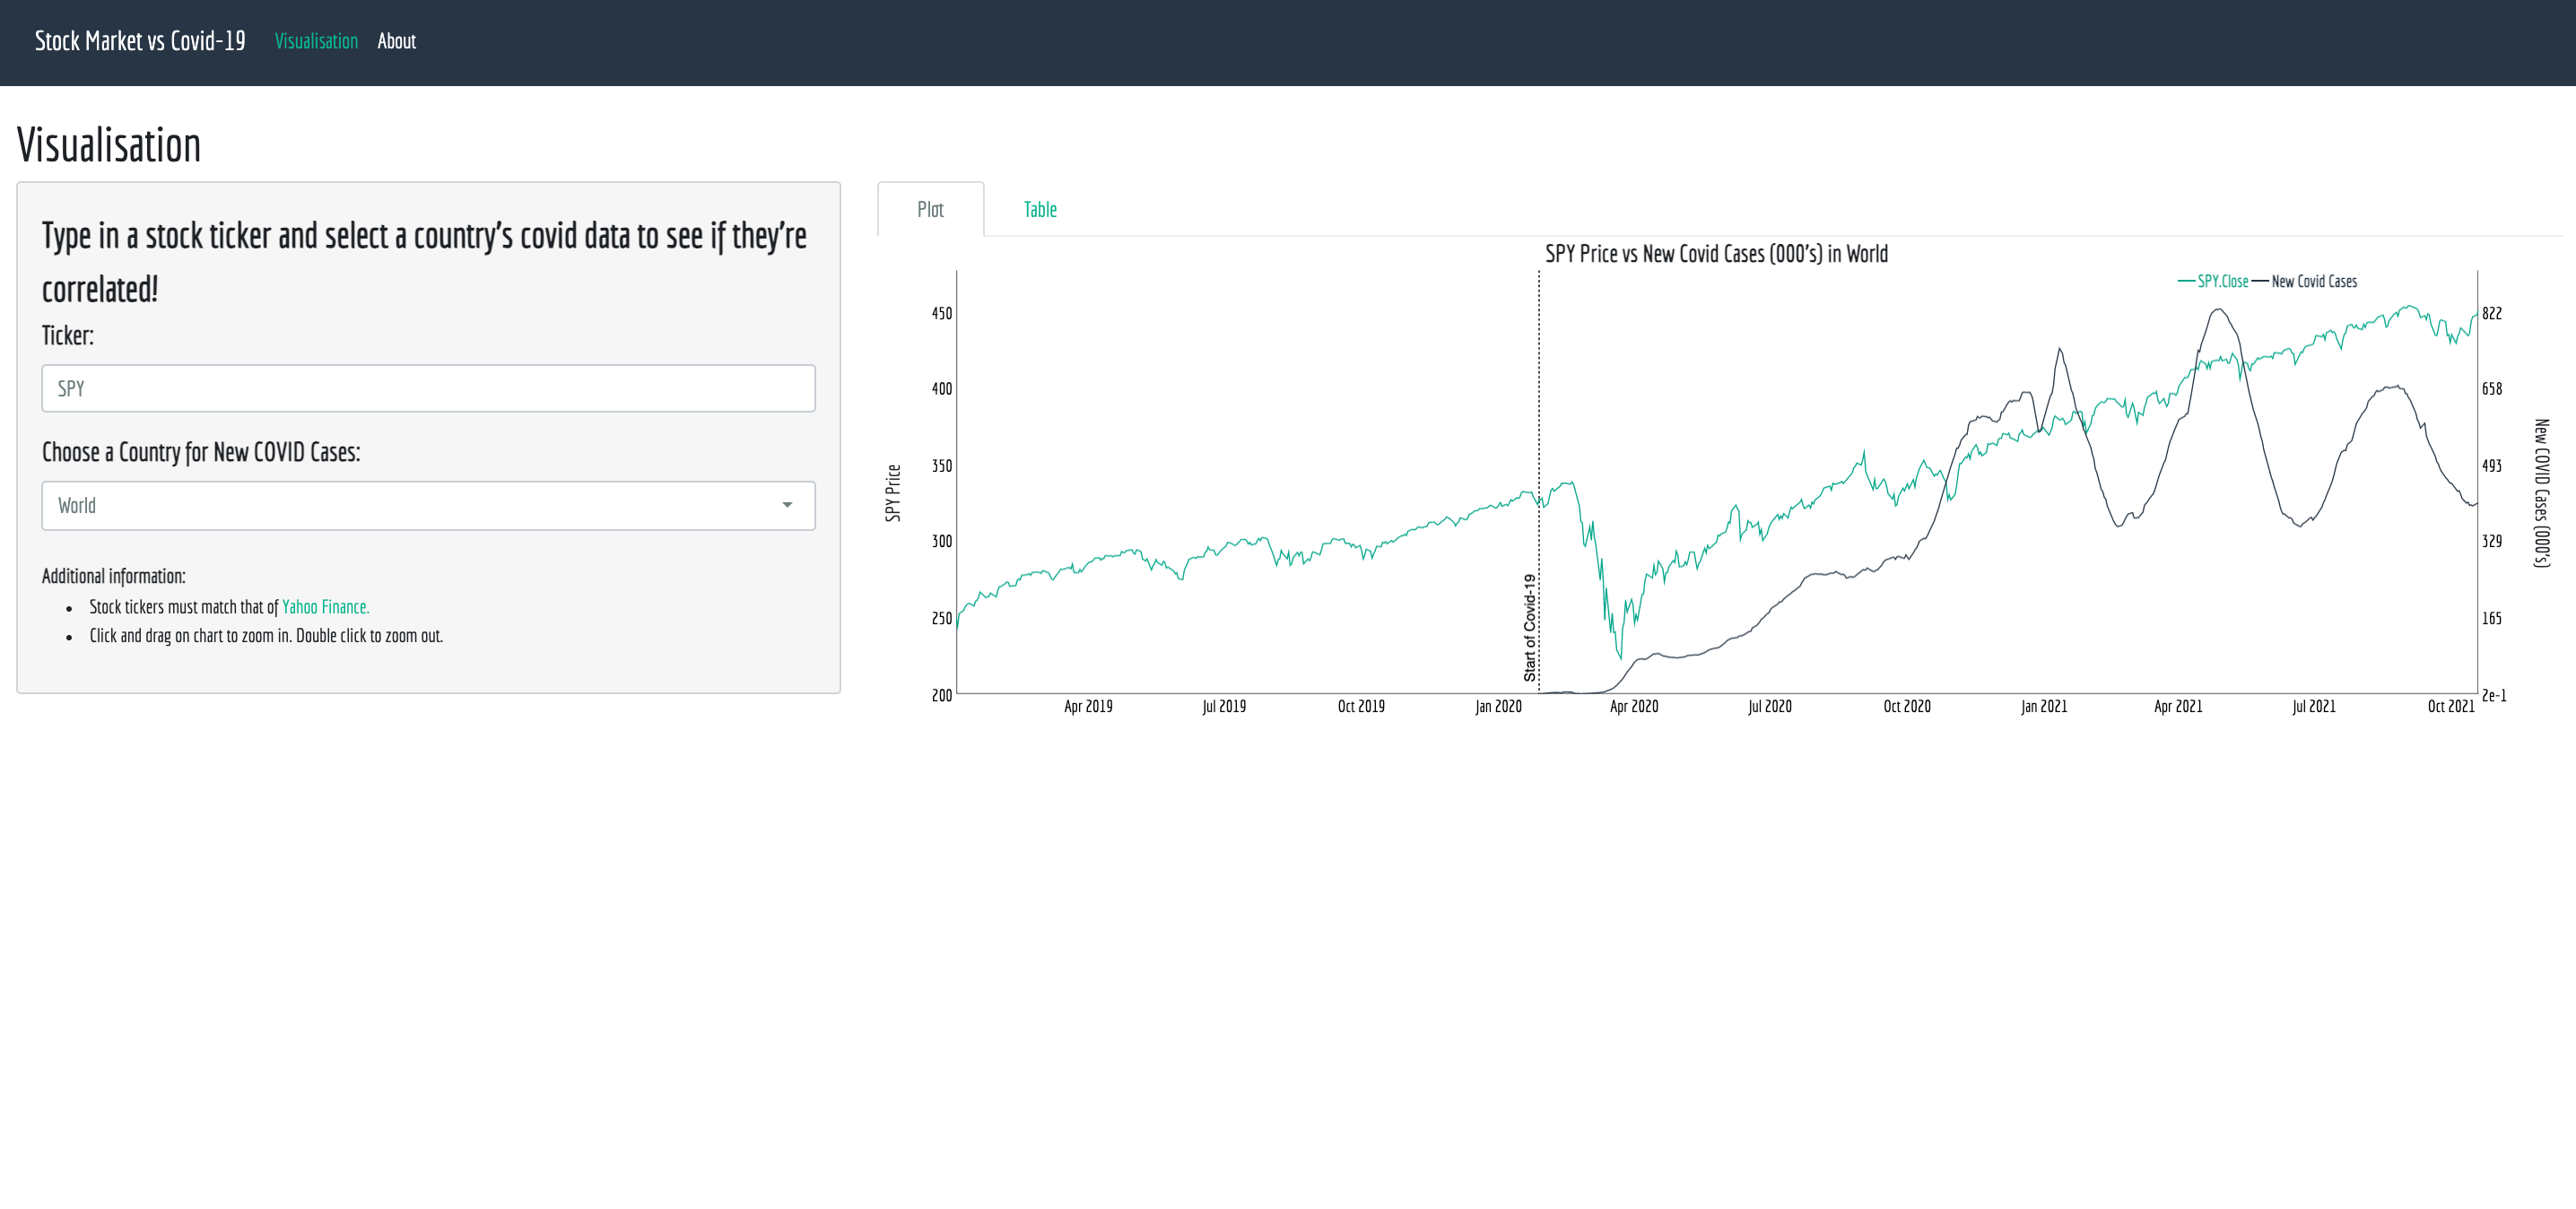 Stock Market vs Covid-19 Visualisation About
Visualisation
Type in a stock ticker and select a country's covid data to see if they're
correlated!
Ticker:
SPY
Choose a Country for New COVID Cases:
World
Additional information:
Stock tickers must match that of Yahoo Finance.
Click and drag on chart to zoom in. Double click to zoom out.
Plot Table
SPY Price vs New Covid Cases (000's) in World
SPY.Close New Covid Cases
450
400
350
300
250
200
SPY Price
Start of Covid-19
822
658
493
329
165
2e-1
New COVID Cases (000's)
Apr 2019 Jul 2019 Oct 2019 Jan 2020 Apr 2020 Jul 2020 Oct 2020 Jan 2021 Apr 2021 Jul 2021 Oct 2021